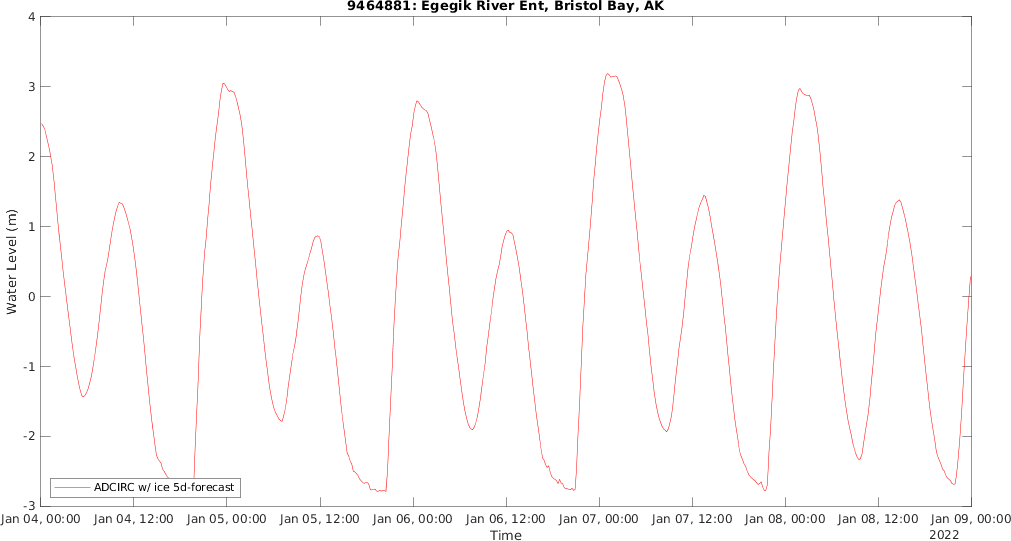 9464881: Egegik River Ent, Bristol Bay, AK
4
3
2
1
0
-1
-2
-3
Water Level (m)
ADCIRC w/ ice 5d-forecast
Jan 04, 00:00 Jan 04, 12:00 Jan 05, 00:00 Jan 05, 12:00 Jan 06, 00:00 Jan 06, 12:00 Jan 07, 00:00 Jan 07, 12:00 Jan 08, 00:00 Jan 08, 12:00 Jan 09, 00:00
Time
2022